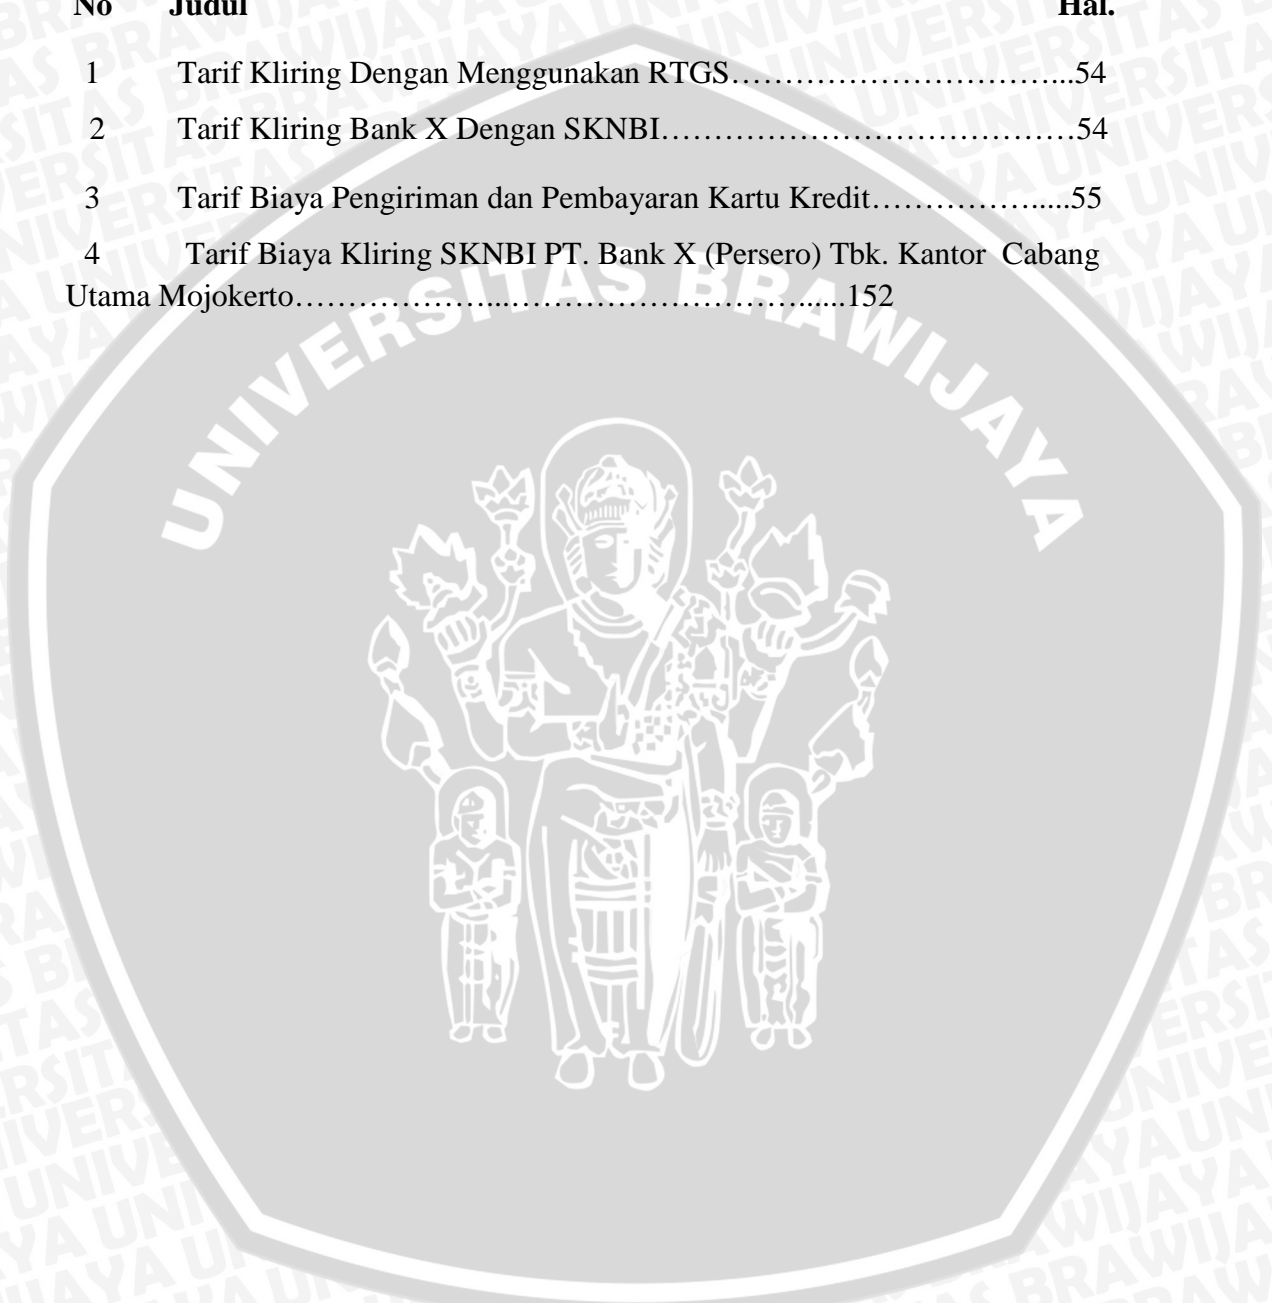 No Judul Hal.
1 Tarif Kliring Dengan Menggunakan RTGS…………………………...54
2 Tarif Kliring Bank X Dengan SKNBI…………………………………54
3 Tarif Biaya Pengiriman dan Pembayaran Kartu Kredit…………….....55
4 Tarif Biaya Kliring SKNBI PT. Bank X (Persero) Tbk. Kantor Cabang
Utama Mojokerto………………...………………………......152
UNIVERSITAS BRAWIJAYA